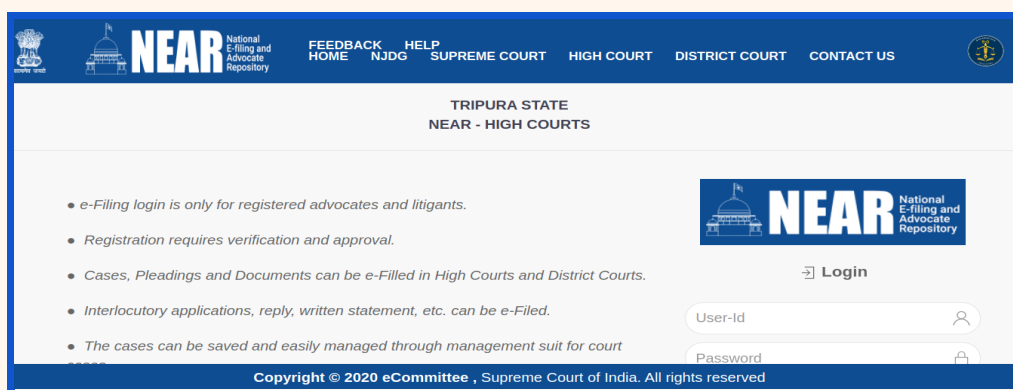 NEAR National
E-filing and
Advocate
Repository
FEEDBACK HELP
HOME NJDG SUPREME COURT HIGH COURT DISTRICT COURT CONTACT US
TRIPURA STATE
NEAR - HIGH COURTS
● e-Filing login is only for registered advocates and litigants.
● Registration requires verification and approval.
● Cases, Pleadings and Documents can be e-Filled in High Courts and District Courts.
● Interlocutory applications, reply, written statement, etc. can be e-Filed.
● The cases can be saved and easily managed through management suit for court
NEAR National
E-filing and
Advocate
Repository
Login
User-Id
Password
Copyright © 2020 eCommittee , Supreme Court of India. All rights reserved